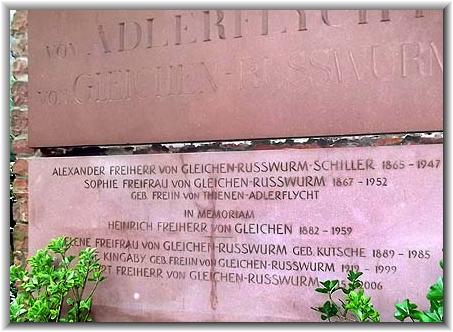 VON ADLERFLYCHT
VON GLEICHEN-RUSSWURM
ALEXANDER FREIHERR VON GLEICHEN-RUSSWURM-SCHILLER 1865 - 1947
SOPHIE FREIFRAU VON GLEICHEN-RUSSWURM 1867 - 1952
GEB FREIIN VON THIENEN-ADLERFLYCHT
IN MEMORIAM
HEINRICH FREIHERR VON GLEICHEN 1882 - 1959
FREIFRAU VON GLEICHEN-RUSSWURM GEB. KUTSCHE 1889 - 1985
KINGABY GEB. FREIIN VON GLEICHEN-RUSSWURM - 1999
FREIHERR VON GLEICHEN-RUSSWURM